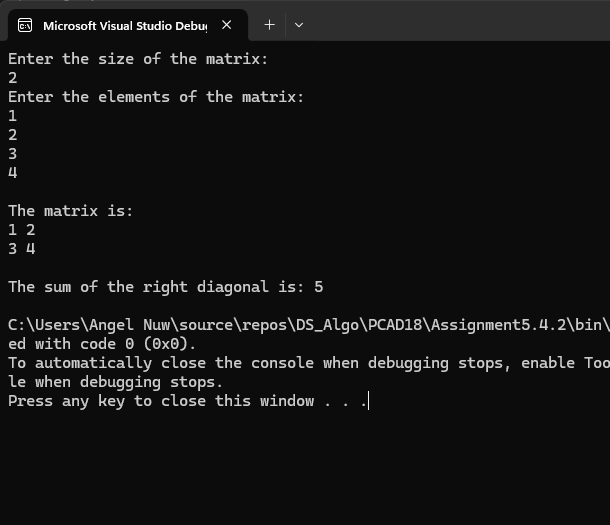 Microsoft Visual Studio Debug
Enter the size of the matrix:
2
Enter the elements of the matrix:
1
2
3
4
The matrix is:
1 2
3 4
The sum of the right diagonal is: 5
C:\Users\Angel Nuw\source\repos\DS_Algo\PCAD18\Assignment5.4.2\bin\
ed with code 0 (0x0).
To automatically close the console when debugging stops, enable Too
le when debugging stops.
Press any key to close this window . . .